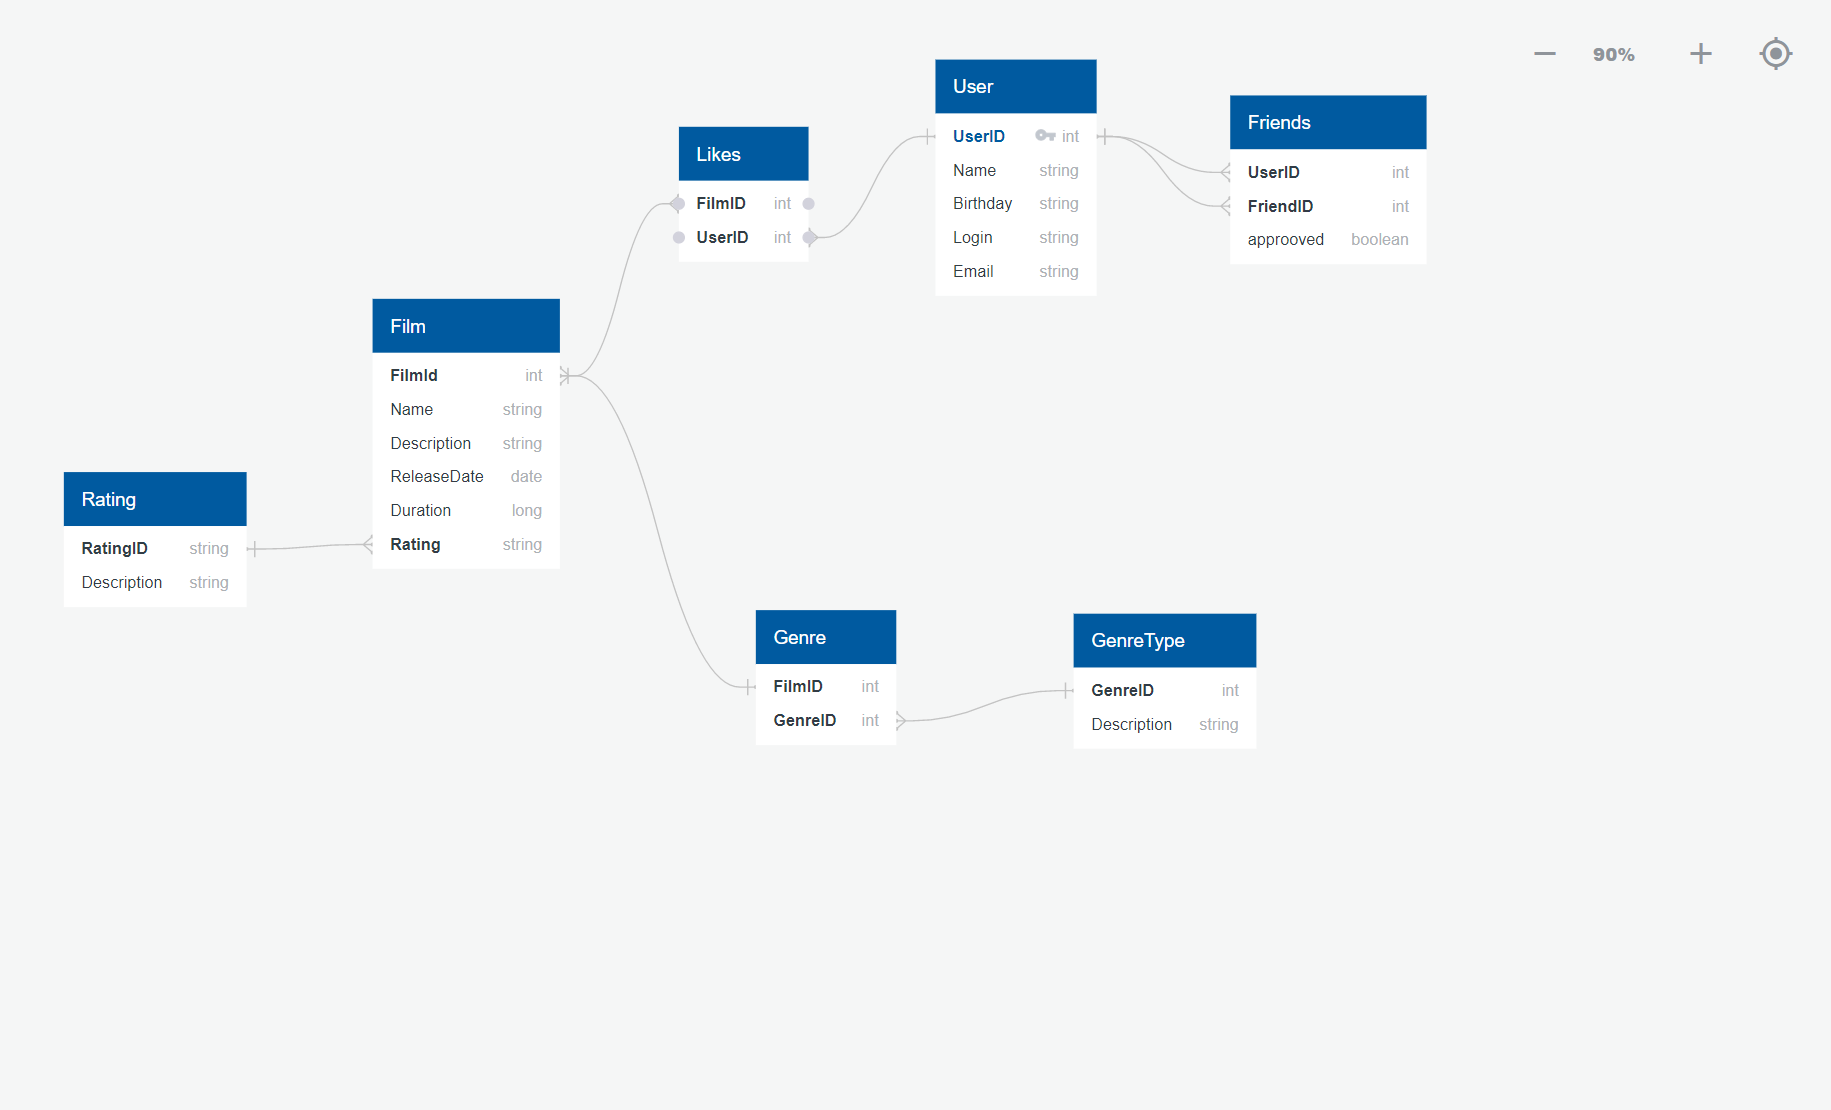 90%
User
UserID int
Name string
Birthday string
Login string
Email string
Friends
UserID int
FriendID int
approoved boolean
Likes
FilmID int
UserID int
Film
FilmId int
Name string
Description string
ReleaseDate date
Duration long
Rating string
Rating
RatingID string
Description string
Genre
FilmID int
GenreID int
GenreType
GenreID int
Description string